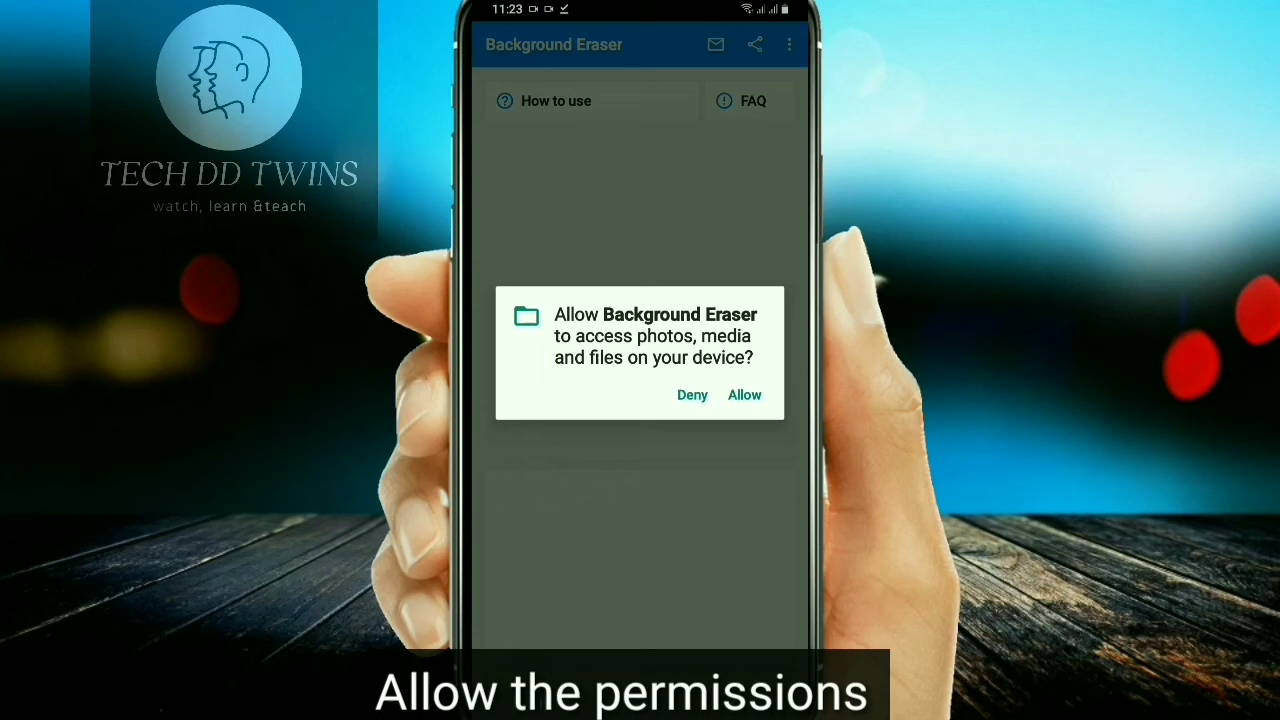 11:23
Background Eraser
How to use
FAQ
TECH DD TWINS
watch, learn &teach
Allow Background Eraser
to access photos, media
and files on your device?
Deny Allow
Allow the permissions